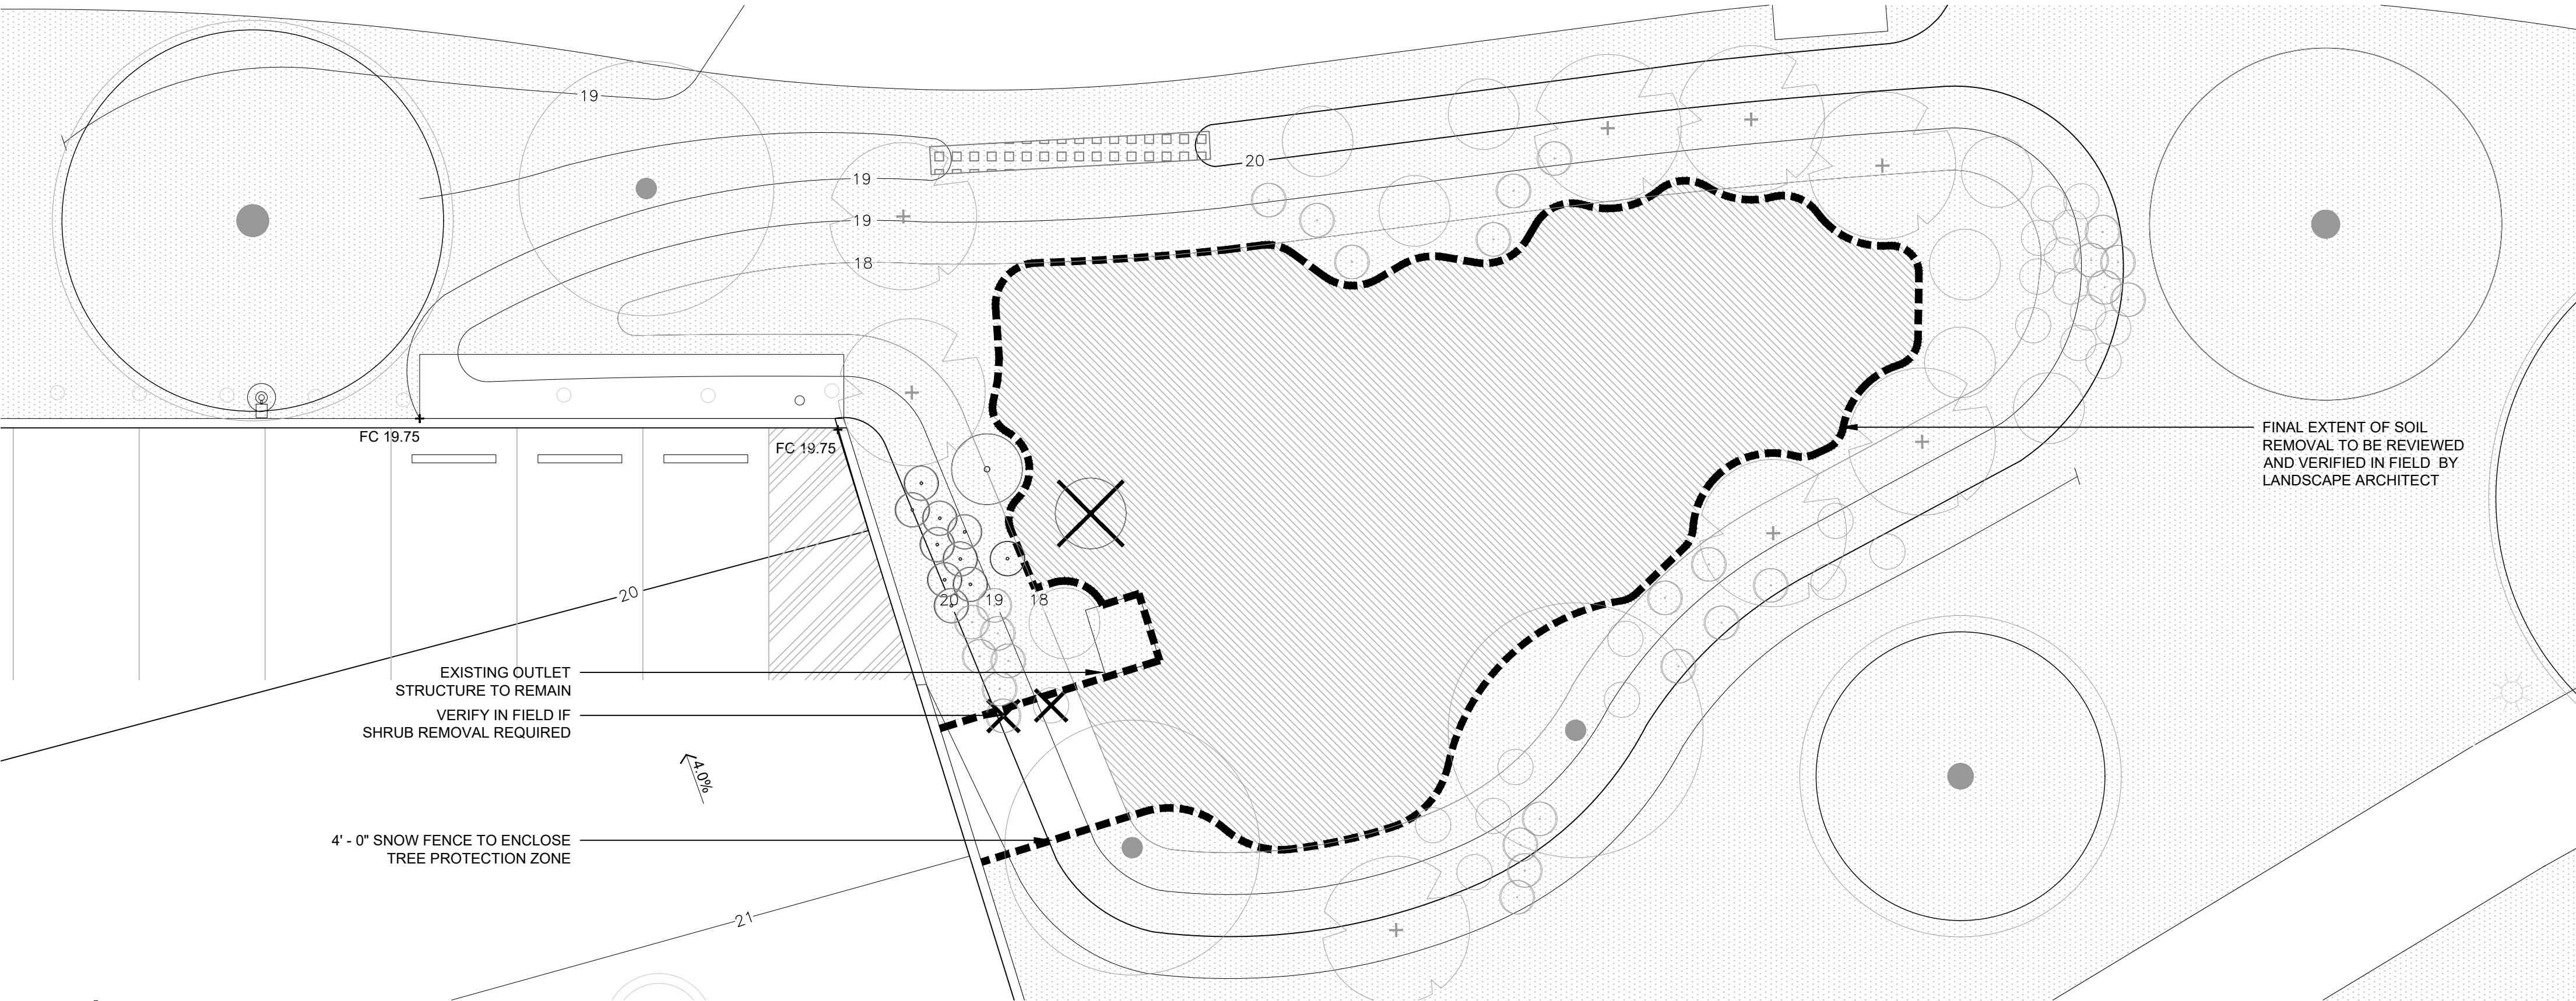 19
19
19
18
20
FC 19.75
FC 19.75
FINAL EXTENT OF SOIL
REMOVAL TO BE REVIEWED
AND VERIFIED IN FIELD BY
LANDSCAPE ARCHITECT
20
20
19
18
EXISTING OUTLET
STRUCTURE TO REMAIN
VERIFY IN FIELD IF
SHRUB REMOVAL REQUIRED
4.0%
4' - 0" SNOW FENCE TO ENCLOSE
TREE PROTECTION ZONE
21